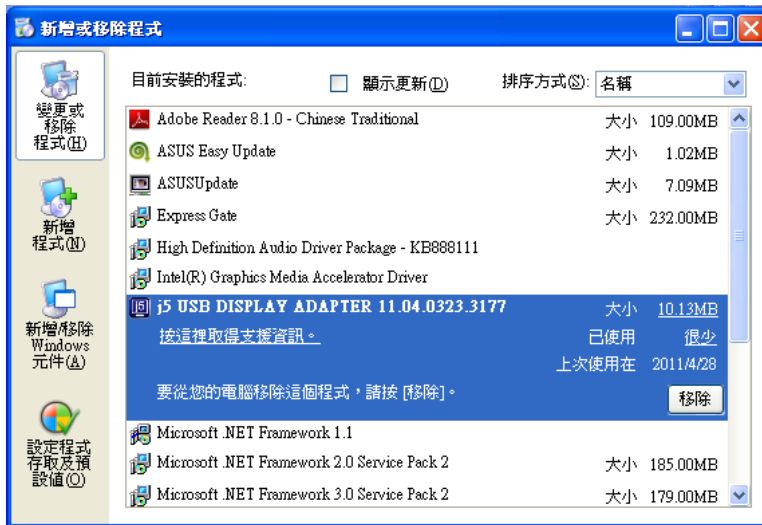 新增或移除程式
變更或
移除
程式(H)
新增
程式(N)
新增/移除
Windows
元件(A)
設定程式
存取及預
設值(O)
目前安裝的程式:
顯示更新(D)
排序方式(S): 名稱
Adobe Reader 8.1.0 - Chinese Traditional 大小 109.00MB
ASUS Easy Update 大小 1.02MB
ASUSUpdate 大小 7.09MB
Express Gate 大小 232.00MB
High Definition Audio Driver Package - KB888111
Intel(R) Graphics Media Accelerator Driver
j5 USB DISPLAY ADAPTER 11.04.0323.3177 大小 10.13MB
按這裡取得支援資訊。 已使用 很少
上次使用在 2011/4/28
要從您的電腦移除這個程式，請按 [移除]。 移除
Microsoft .NET Framework 1.1
Microsoft .NET Framework 2.0 Service Pack 2 大小 185.00MB
Microsoft .NET Framework 3.0 Service Pack 2 大小 179.00MB